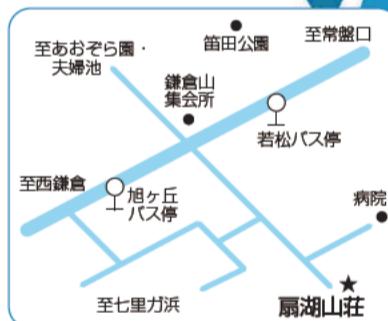 笛田公園
至常盤口
至あおぞら園・
夫婦池
鎌倉山
集会所
若松バス停
至西鎌倉
旭ヶ丘
バス停
病院
至七里ガ浜
扇湖山荘